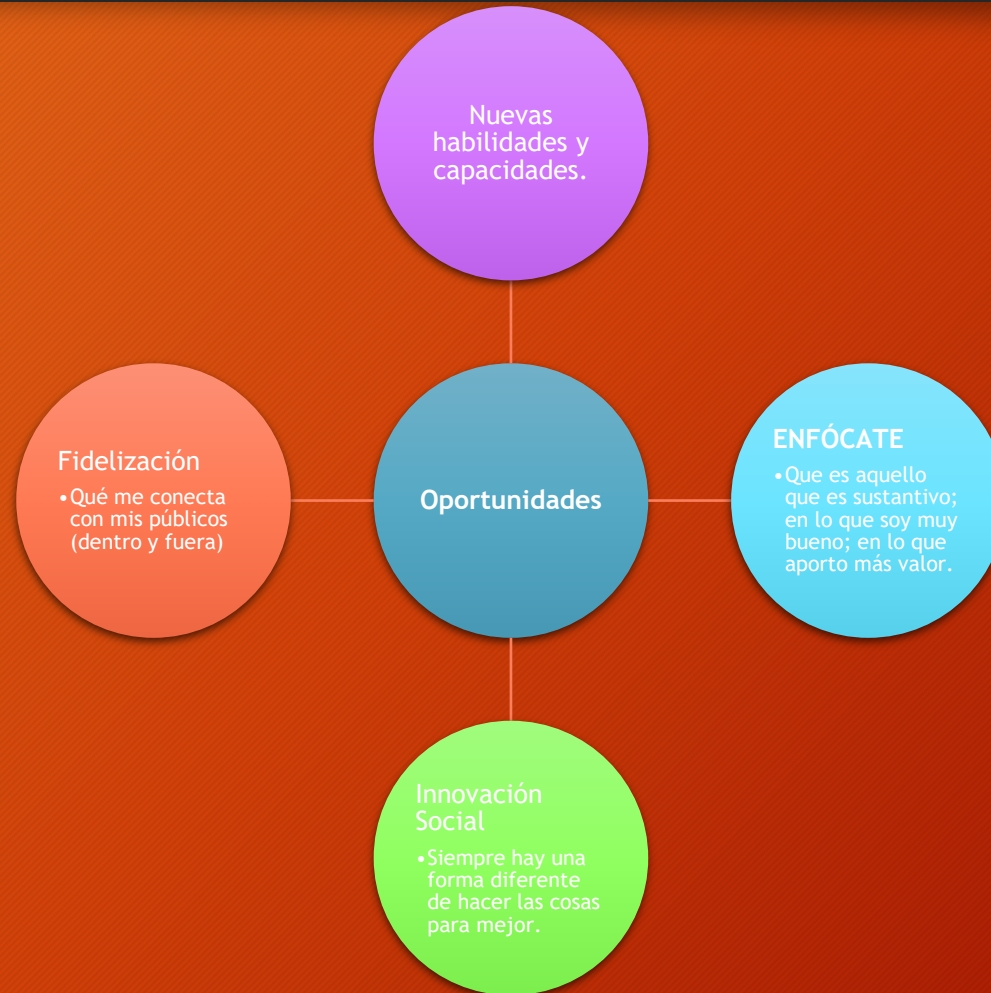 Nuevas
habilidades y
capacidades.
Fidelización
•Qué me conecta
con mis públicos
(dentro y fuera)
Oportunidades
ENFÓCATE
•Que es aquello
que es sustantivo;
en lo que soy muy
bueno; en lo que
aporto más valor.
Innovación
Social
•Siempre hay una
forma diferente
de hacer las cosas
para mejor.